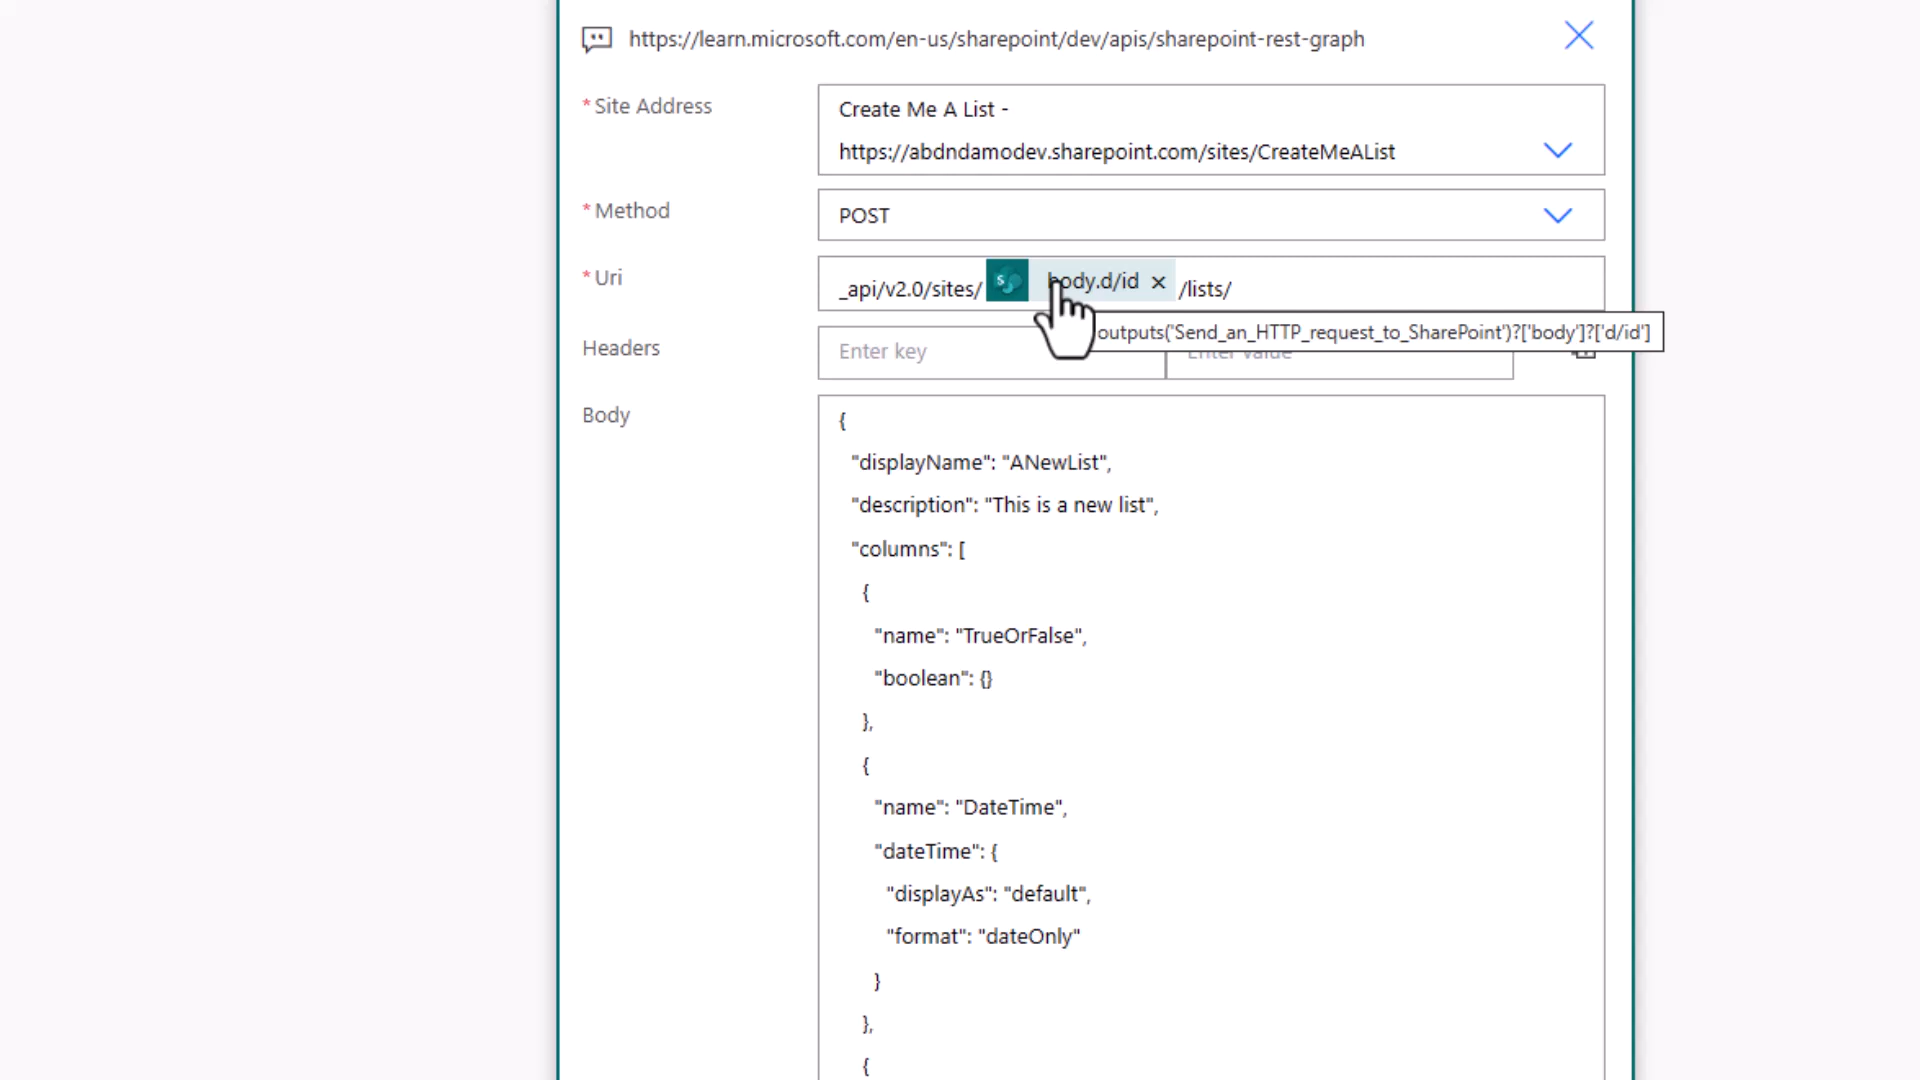 https://learn.microsoft.com/en-us/sharepoint/dev/apis/sharepoint-rest-graph
* Site Address
Create Me A List -
https://abdndamodev.sharepoint.com/sites/CreateMeAList
* Method
POST
* Uri
_api/v2.0/sites/ body.d/id × /lists/
outputs('Send_an_HTTP_request_to_SharePoint')?['body']?['d/id']
Headers
Enter key
Enter value
Body
{
"displayName": "ANewList",
"description": "This is a new list",
"columns": [
{
"name": "TrueOrFalse",
"boolean": {}
},
{
"name": "DateTime",
"dateTime": {
"displayAs": "default",
"format": "dateOnly"
}
},
{